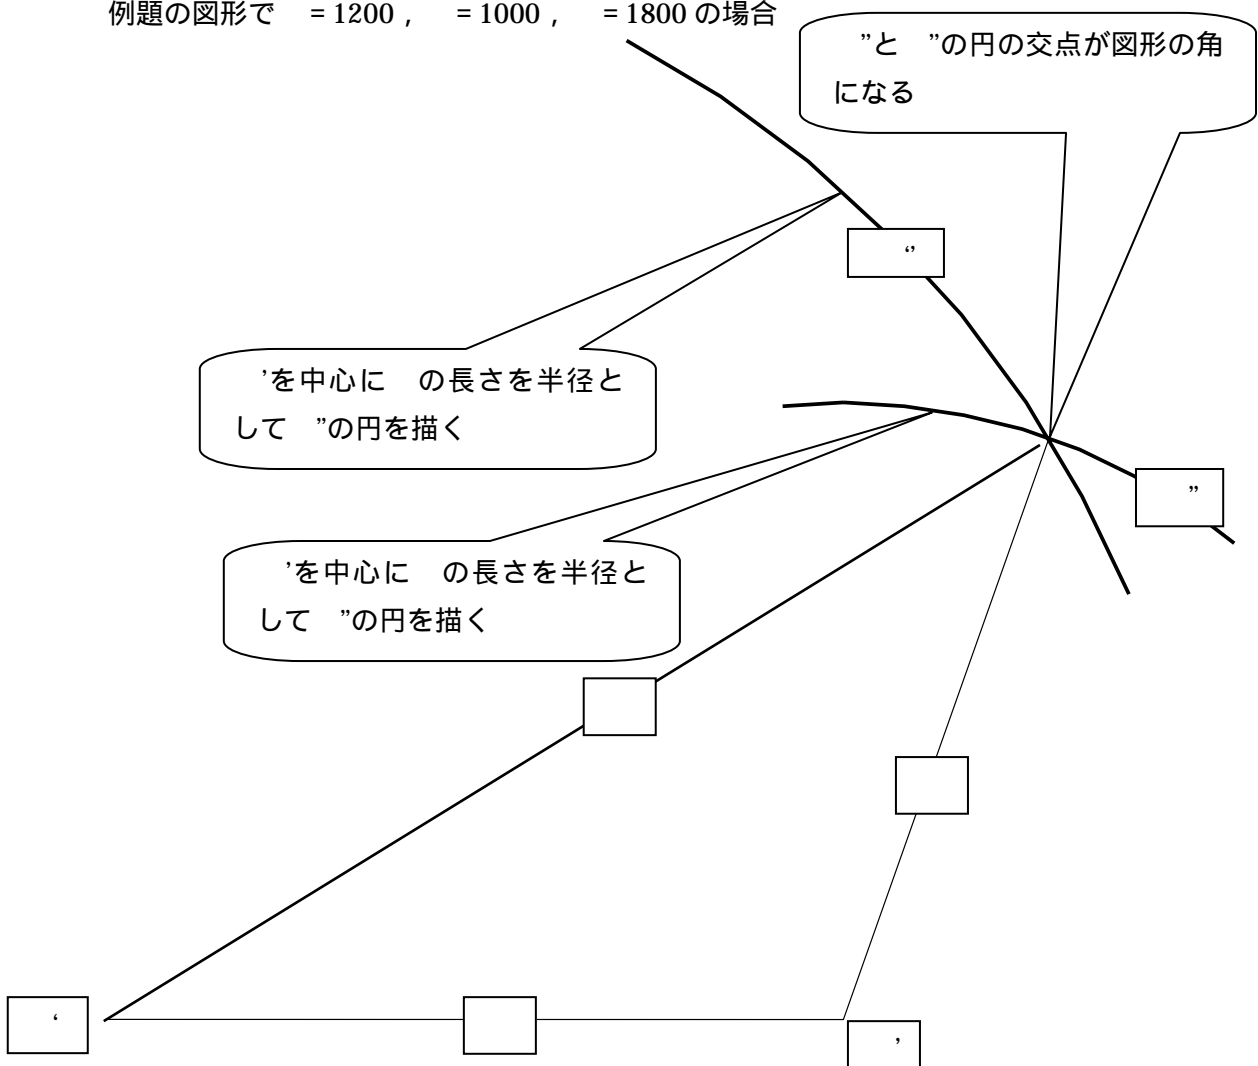 例題の図形で　= 1200 ,　= 1000 ,　= 1800 の場合
”と　”の円の交点が図形の角
になる
‘’
’を中心に　の長さを半径と
して　”の円を描く
”
’を中心に　の長さを半径と
して　”の円を描く
‘
’